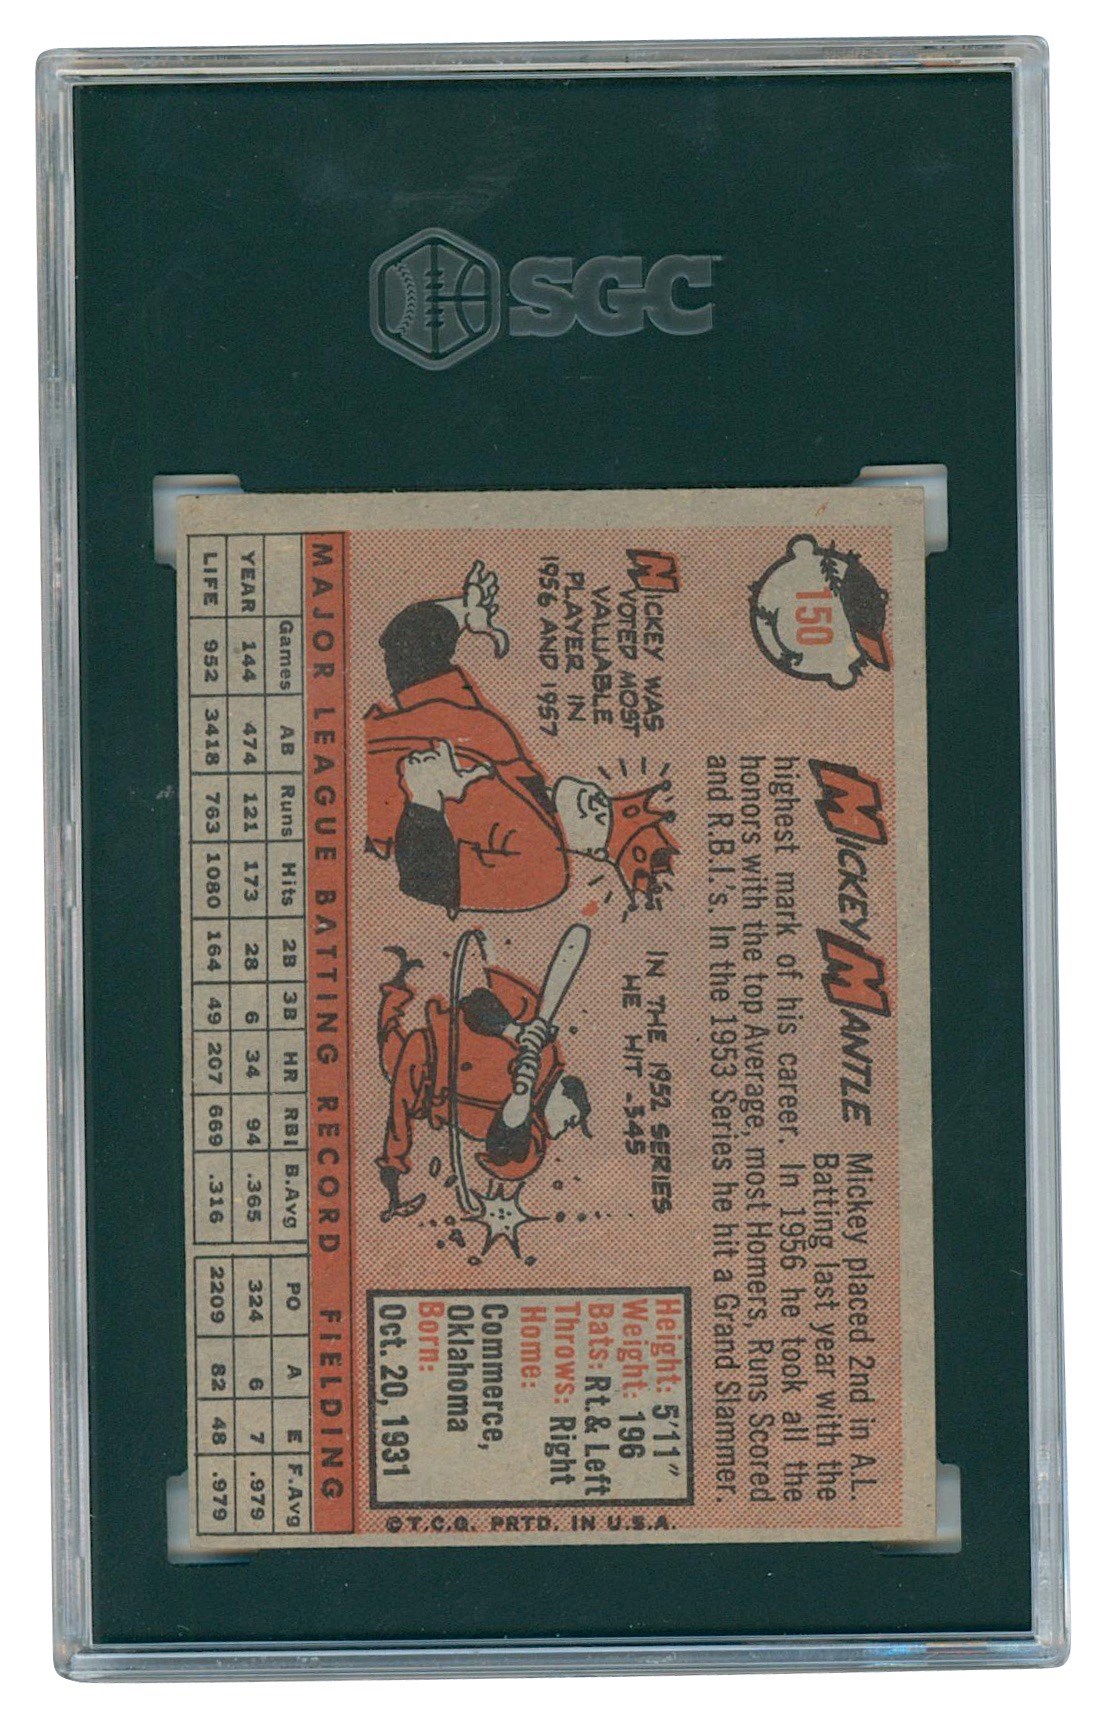 SGC
150
MICKEY MANTLE
Mickey placed 2nd in A.L.
Batting last year with the
highest mark of his career. In 1956 he took all the
honors with the top Average, most Homers, Runs Scored
and R.B.I.'s. In the 1953 Series he hit a Grand Slammer.
MICKEY WAS
VOTED MOST
VALUABLE
PLAYER IN
1956 AND 1957
IN THE 1952 SERIES
HE HIT .345
Height: 5'11"
Weight: 196
Bats: Rt. & Left
Throws: Right
Home:
Commerce,
Oklahoma
Born:
Oct. 20, 1931
©T.C.G. PRTD. IN U.S.A.
MAJOR LEAGUE BATTING RECORD FIELDING
Games AB Runs Hits 2B 3B HR RBI B.Avg PO A E F.Avg
YEAR 144 474 121 173 28 6 34 94 .365 324 6 7 .979
LIFE 952 3418 763 1080 164 49 207 669 .316 2209 82 48 .979